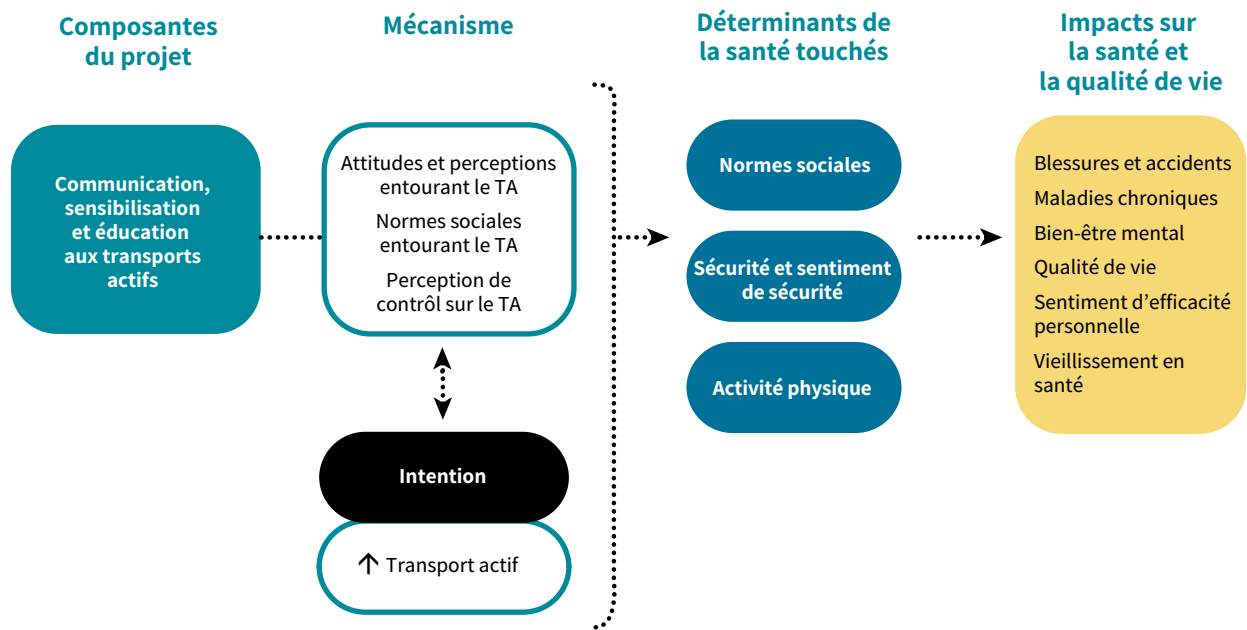 Composantes
du projet
Mécanisme
Déterminants de
la santé touchés
Impacts sur
la santé et
la qualité de vie
Communication,
sensibilisation
et éducation
aux transports
actifs
Attitudes et perceptions
entourant le TA
Normes sociales
entourant le TA
Perception de
contrôl sur le TA
Intention
↑ Transport actif
Normes sociales
Sécurité et sentiment
de sécurité
Activité physique
Blessures et accidents
Maladies chroniques
Bien-être mental
Qualité de vie
Sentiment d’efficacité
personnelle
Vieillissement en
santé